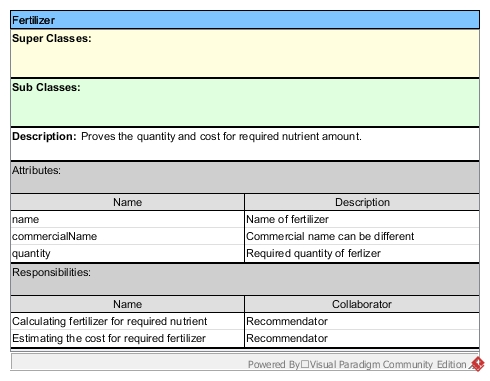 Fertilizer
Super Classes:
Sub Classes:
Description: Proves the quantity and cost for required nutrient amount.
Attributes:
Name Description
name Name of fertilizer
commercialName Commercial name can be different
quantity Required quantity of ferlizer
Responsibilities:
Name Collaborator
Calculating fertilizer for required nutrient Recommendator
Estimating the cost for required fertilizer Recommendator
Powered By□Visual Paradigm Community Edition